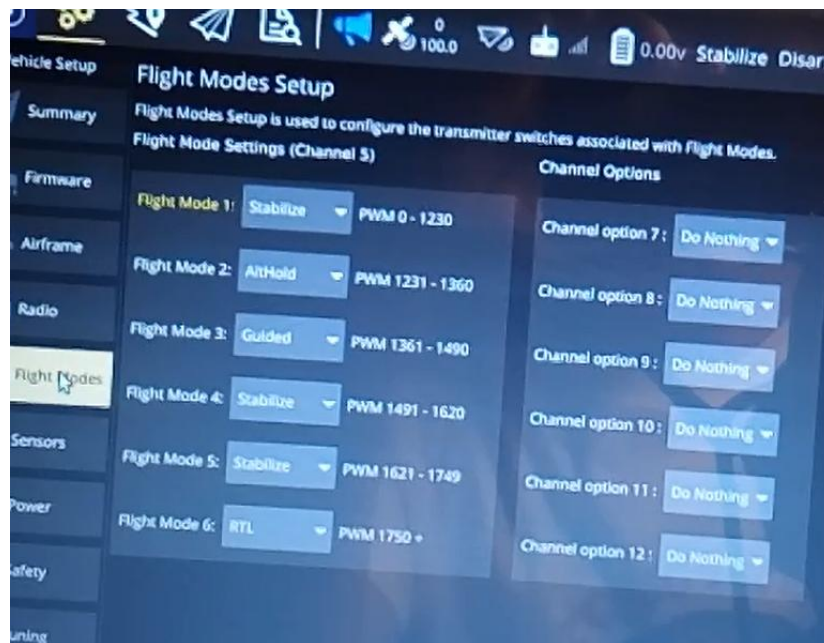 0
100.0
0.00v Stabilize Disar
ehicle Setup
Flight Modes Setup
Flight Modes Setup is used to configure the transmitter switches associated with Flight Modes.
Flight Mode Settings (Channel 5)
Channel Options
Summary
Firmware
Airframe
Radio
Flight Modes
Sensors
Power
afety
uning
Flight Mode 1: Stabilize PWM 0 - 1230
Flight Mode 2: AltHold PWM 1231 - 1360
Flight Mode 3: Guided PWM 1361 - 1490
Flight Mode 4: Stabilize PWM 1491 - 1620
Flight Mode 5: Stabilize PWM 1621 - 1749
Flight Mode 6: RTL PWM 1750 +
Channel option 7 : Do Nothing
Channel option 8 : Do Nothing
Channel option 9 : Do Nothing
Channel option 10 : Do Nothing
Channel option 11 : Do Nothing
Channel option 12 : Do Nothing